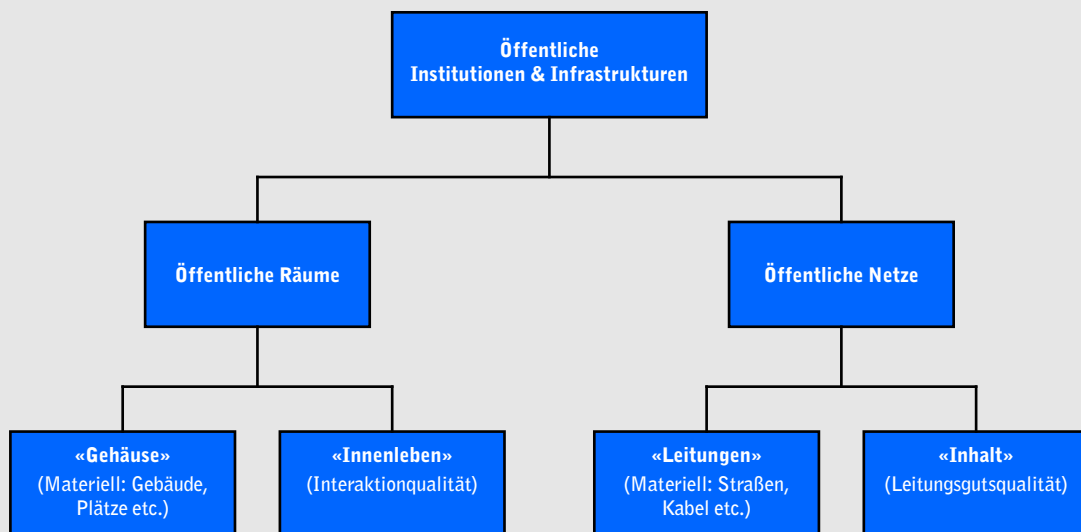 Öffentliche
Institutionen & Infrastrukturen
Öffentliche Räume
Öffentliche Netze
«Gehäuse»
(Materiell: Gebäude,
Plätze etc.)
«Innenleben»
(Interaktionqualität)
«Leitungen»
(Materiell: Straßen,
Kabel etc.)
«Inhalt»
(Leitungsgutsqualität)